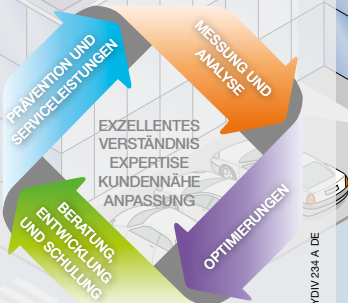 PRÄVENTION UND
SERVICELEISTUNGEN
MESSUNG UND
ANALYSE
EXZELLENTES
VERSTÄNDNIS
EXPERTISE
KUNDENNÄHE
ANPASSUNG
OPTIMIERUNGEN
BERATUNG,
ENTWICKLUNG
UND SCHULUNG
YDIV 234 A DE